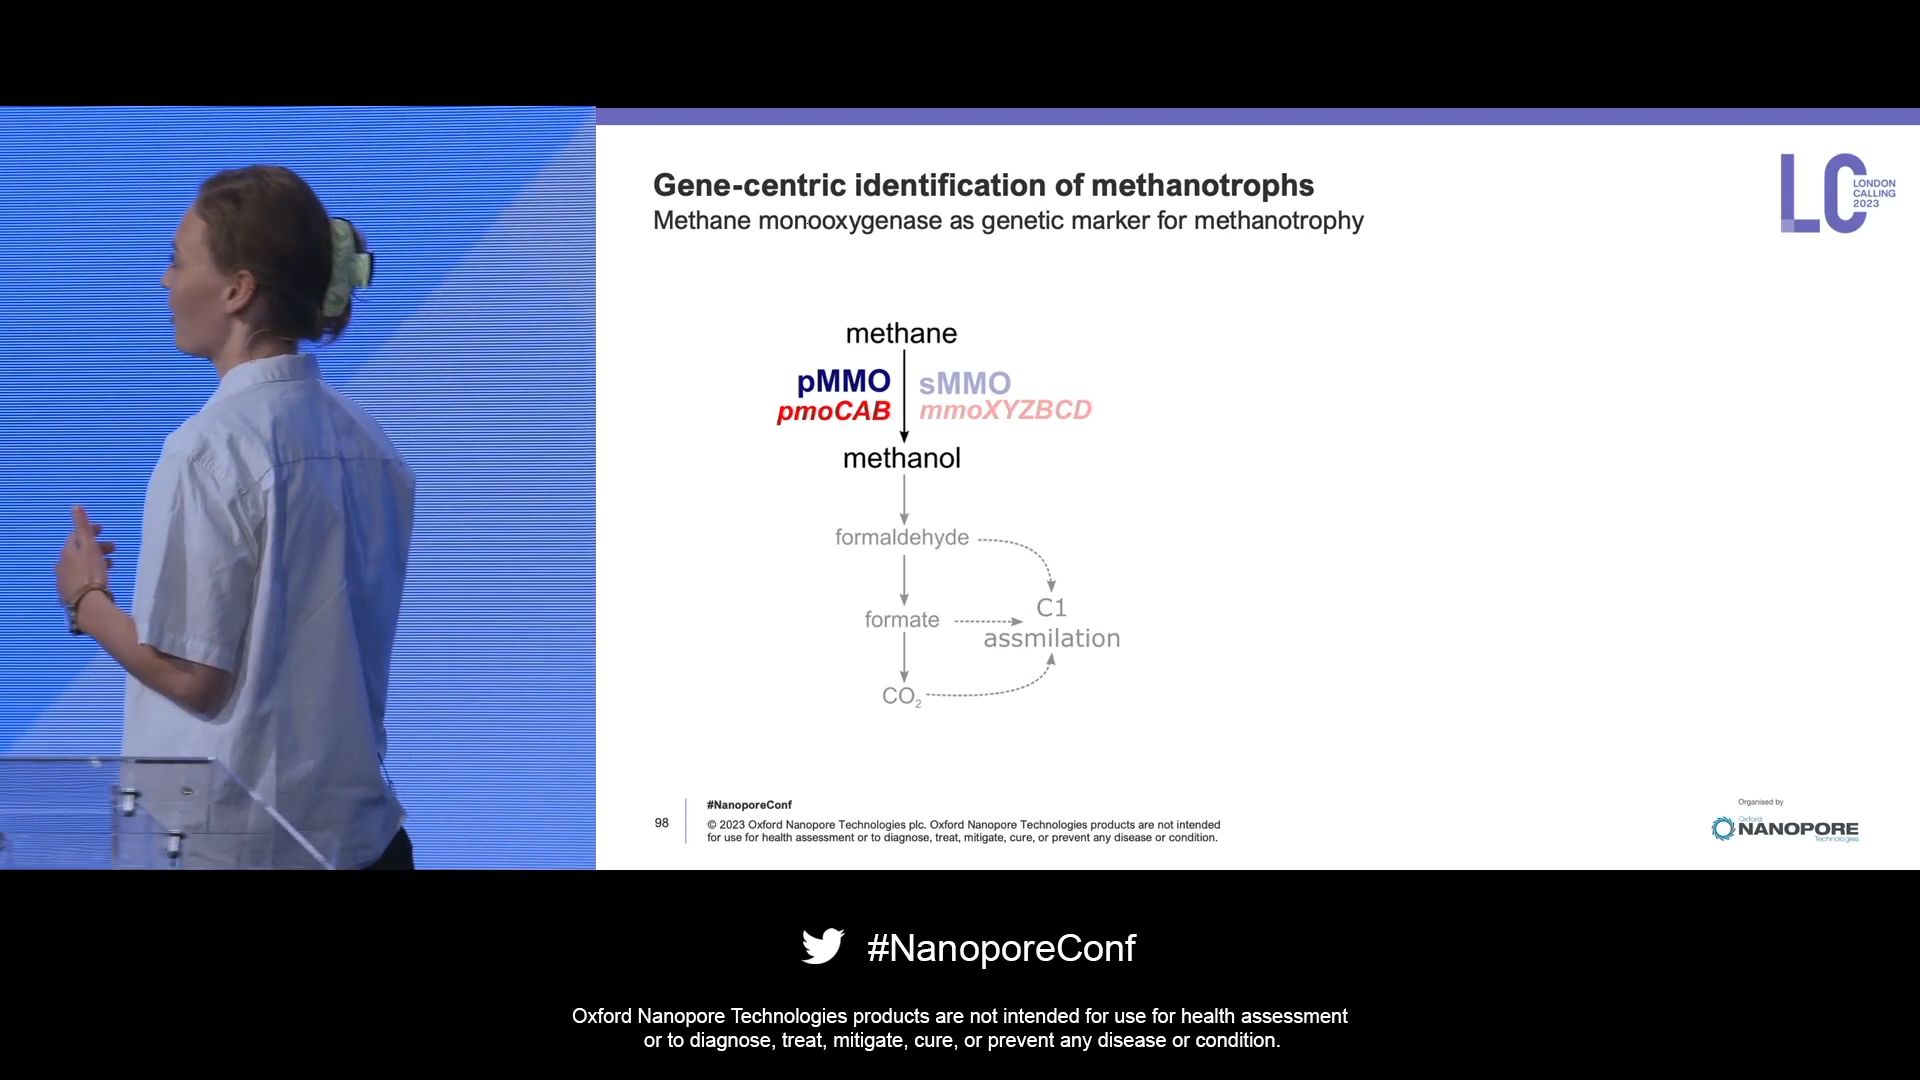 Gene-centric identification of methanotrophs
Methane monooxygenase as genetic marker for methanotrophy
LC
LONDON
CALLING
2023
methane
pMMO
sMMO
pmoCAB
mmoXYZBCD
methanol
formaldehyde
C1
assmilation
formate
CO₂
98
#NanoporeConf
© 2023 Oxford Nanopore Technologies plc. Oxford Nanopore Technologies products are not intended
for use for health assessment or to diagnose, treat, mitigate, cure, or prevent any disease or condition.
Organised by
Oxford
NANOPORE
Technologies
#NanoporeConf
Oxford Nanopore Technologies products are not intended for use for health assessment
or to diagnose, treat, mitigate, cure, or prevent any disease or condition.